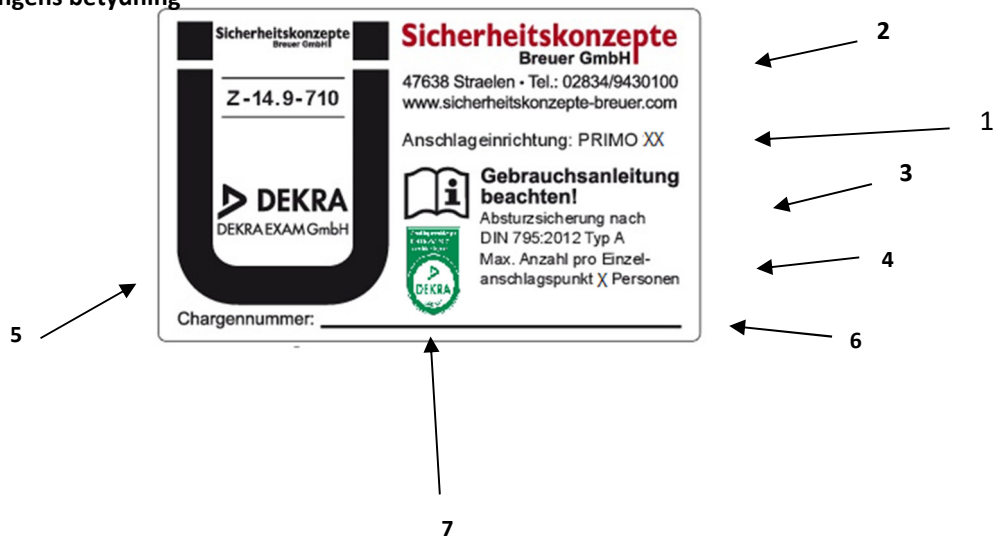 ngens betydning
Sicherheitskonzepte
Breuer GmbH
Z-14.9-710
DEKRA
DEKRA EXAM GmbH
Sicherheitskonzepte
Breuer GmbH
47638 Straelen · Tel.: 02834/9430100
www.sicherheitskonzepte-breuer.com
Anschlageinrichtung: PRIMO XX
Gebrauchsanleitung
beachten!
Absturzsicherung nach
DIN 795:2012 Typ A
Max. Anzahl pro Einzel-
anschlagspunkt X Personen
DEKRA
Chargennummer:
2
1
3
4
5
6
7